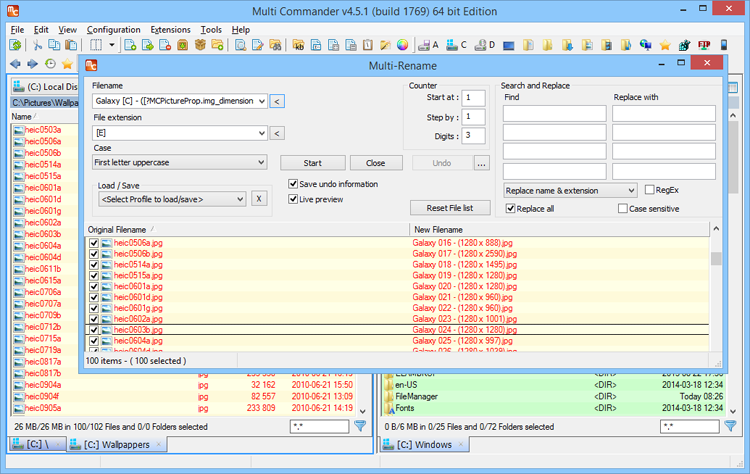 Multi Commander v4.5.1 (build 1769) 64 bit Edition
File Edit View Configuration Extensions Tools Help
(C:) Local Dis
C:\Pictures\Wallpa
Name
heic0503a
heic0506a
heic0506b
heic0514a
heic0515a
heic0601a
heic0601d
heic0601g
heic0602a
heic0603b
heic0604a
heic0604d
heic0611b
heic0615a
heic0706a
heic0707a
heic0709b
heic0712b
heic0715a
heic0719a
heic0817a
heic0817b
heic0904a jpg 32 162 2010-06-21 15:50
heic0904f jpg 82 557 2010-06-21 13:09
heic0905a jpg 233 809 2010-06-21 14:19
26 MB/26 MB in 100/102 Files and 0/0 Folders selected *.*
[C:] \ [C:] Wallpappers
Multi-Rename
Filename
Galaxy [C] - ([?MCPictureProp.img_dimension <
File extension
[E] <
Case
First letter uppercase
Load / Save
<Select Profile to load/save> X
Start Close
Save undo information
Live preview
Counter
Start at : 1
Step by : 1
Digits : 3
Undo ...
Reset File list
Search and Replace
Find Replace with
Replace name & extension RegEx
Replace all Case sensitive
Original Filename New Filename
heic0506a.jpg Galaxy 016 - (1280 x 888).jpg
heic0506b.jpg Galaxy 017 - (1280 x 2590).jpg
heic0514a.jpg Galaxy 018 - (1280 x 1495).jpg
heic0515a.jpg Galaxy 019 - (1280 x 1280).jpg
heic0601a.jpg Galaxy 020 - (1280 x 1280).jpg
heic0601d.jpg Galaxy 021 - (1280 x 960).jpg
heic0601g.jpg Galaxy 022 - (1280 x 960).jpg
heic0602a.jpg Galaxy 023 - (1280 x 1001).jpg
heic0603b.jpg Galaxy 024 - (1280 x 1280).jpg
heic0604a.jpg Galaxy 025 - (1280 x 997).jpg
100 items - ( 100 selected )
en-US <DIR> 2014-03-18 12:34
FileManager <DIR> Today 08:26
Fonts <DIR> 2014-03-18 12:34
0 B/6 MB in 0/25 Files and 0/72 Folders selected *.*
[C:] Windows